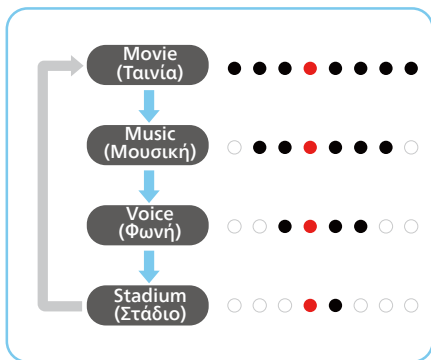 Movie
(Ταινία)
Music
(Μουσική)
Voice
(Φωνή)
Stadium
(Στάδιο)